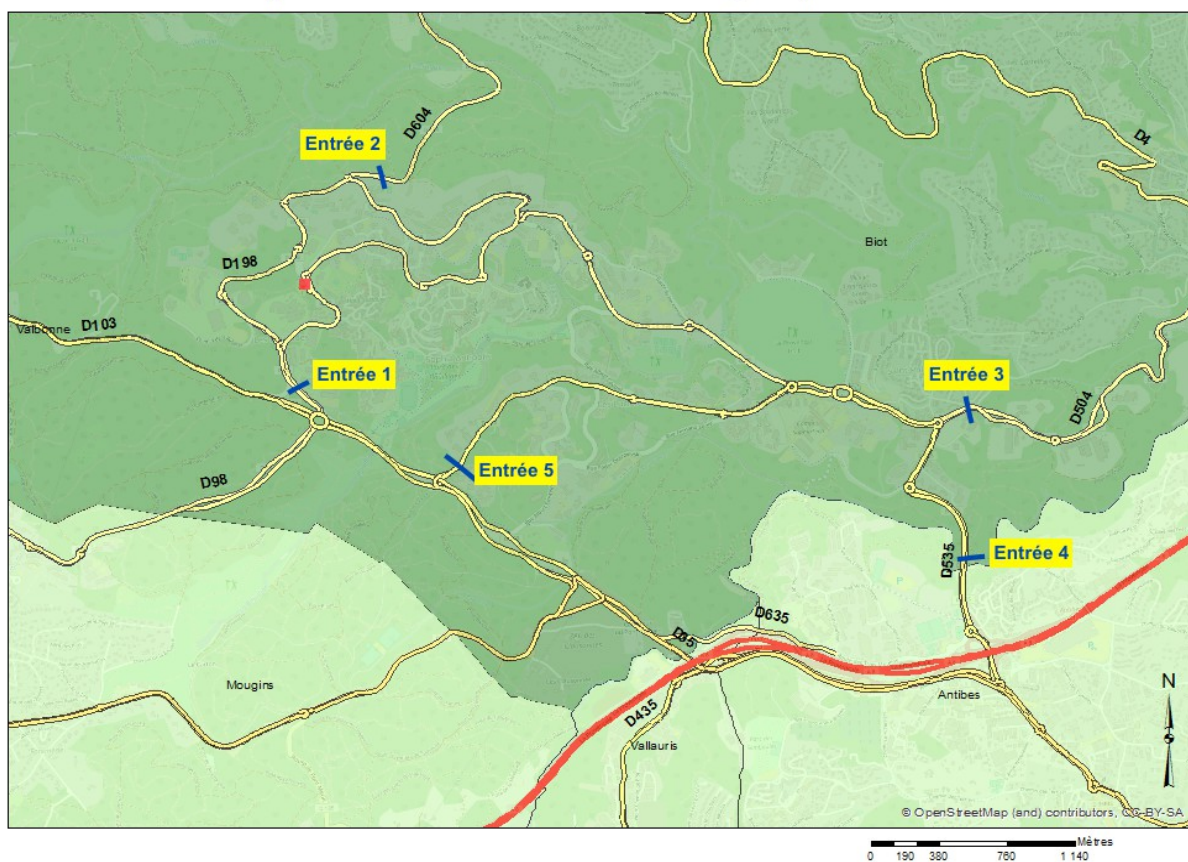 D604
Entrée 2
D4
Biot
D198
Valbonne
D103
Entrée 1
Entrée 3
D504
Entrée 5
D98
Entrée 4
D535
D635
D35
Mougins
N
Antibes
D435
Vallauris
© OpenStreetMap (and) contributors, CC-BY-SA
Mètres
0 190 380 760 1 140